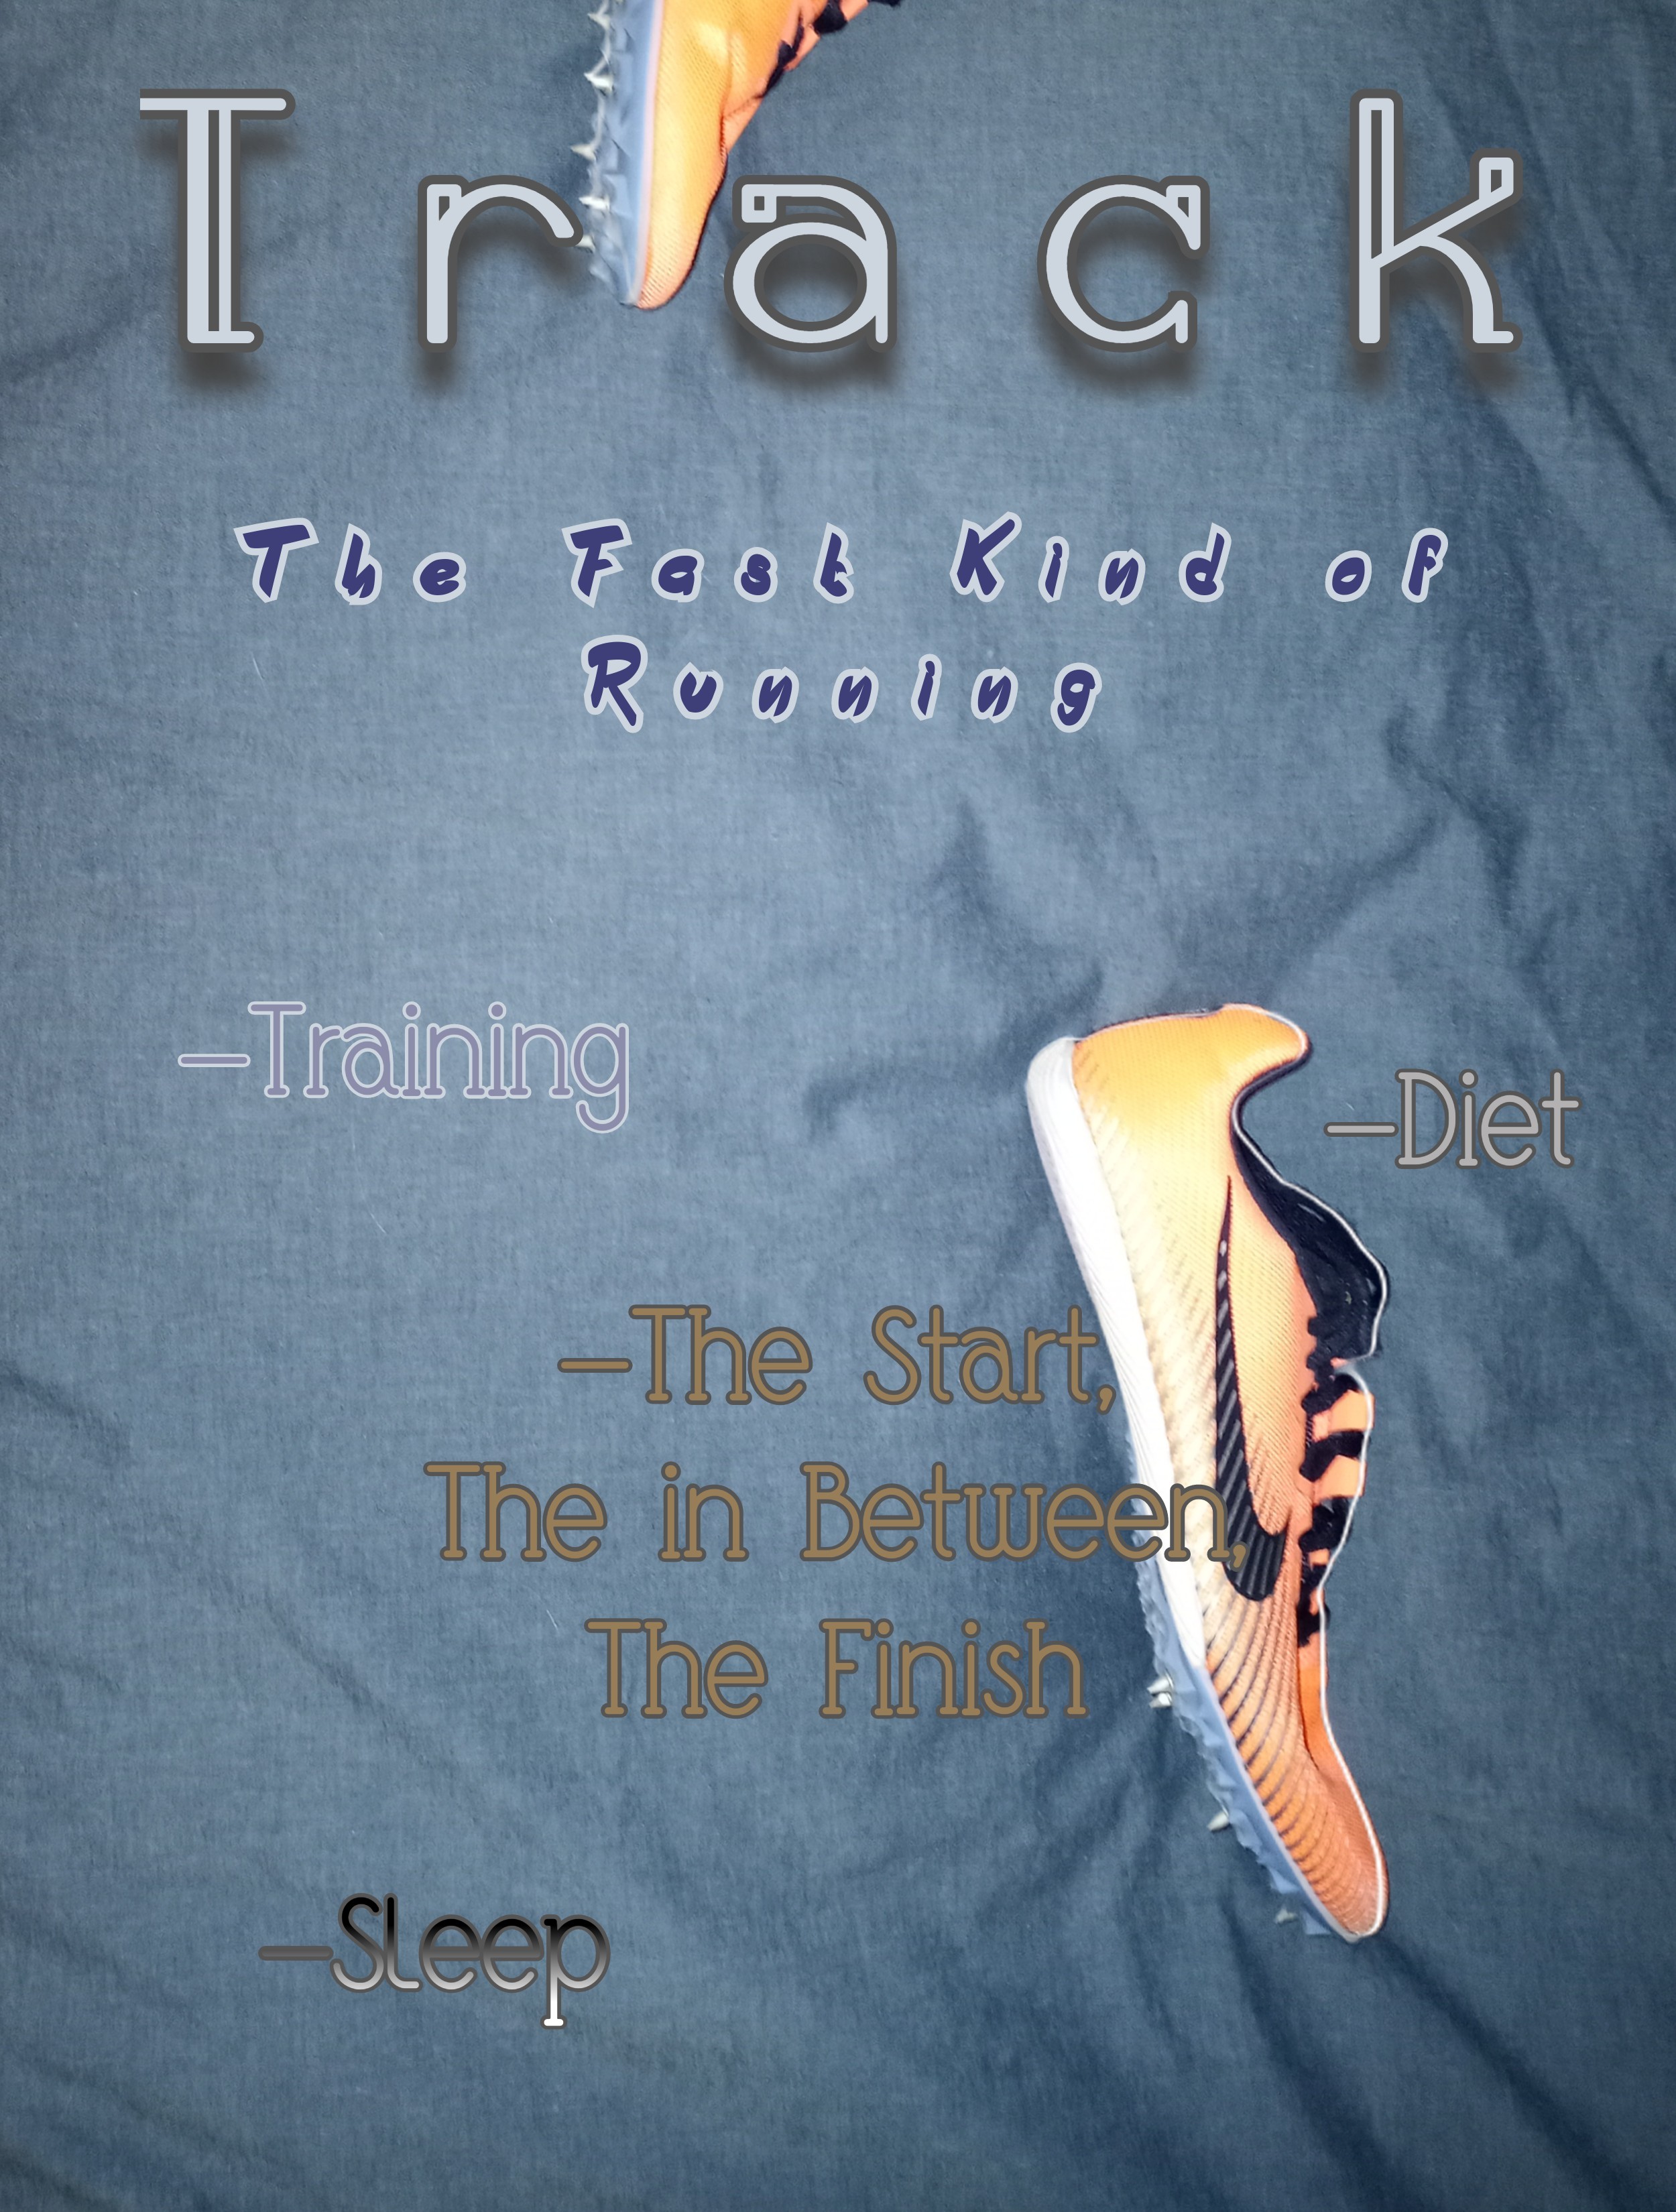 Track
The Fast Kind of
Running
–Training
–Diet
–The Start,
The in Between,
The Finish
–Sleep